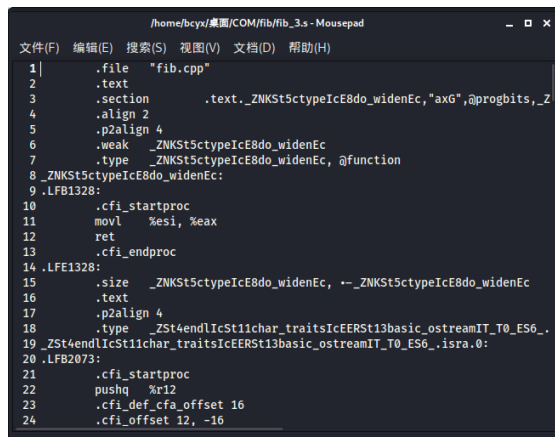 /home/bcyx/桌面/COM/fib/fib_3.s - Mousepad
文件(F) 编辑(E) 搜索(S) 视图(V) 文档(D) 帮助(H)
1 .file "fib.cpp"
2 .text
3 .section .text._ZNKSt5ctypeIcE8do_widenEc,"axG",@progbits,_Z
4 .align 2
5 .p2align 4
6 .weak _ZNKSt5ctypeIcE8do_widenEc
7 .type _ZNKSt5ctypeIcE8do_widenEc, @function
8 _ZNKSt5ctypeIcE8do_widenEc:
9 .LFB1328:
10 .cfi_startproc
11 movl %esi, %eax
12 ret
13 .cfi_endproc
14 .LFE1328:
15 .size _ZNKSt5ctypeIcE8do_widenEc, .-_ZNKSt5ctypeIcE8do_widenEc
16 .text
17 .p2align 4
18 .type _ZSt4endlIcSt11char_traitsIcEERSt13basic_ostreamIT_T0_ES6_.
19 _ZSt4endlIcSt11char_traitsIcEERSt13basic_ostreamIT_T0_ES6_.isra.0:
20 .LFB2073:
21 .cfi_startproc
22 pushq %r12
23 .cfi_def_cfa_offset 16
24 .cfi_offset 12, -16